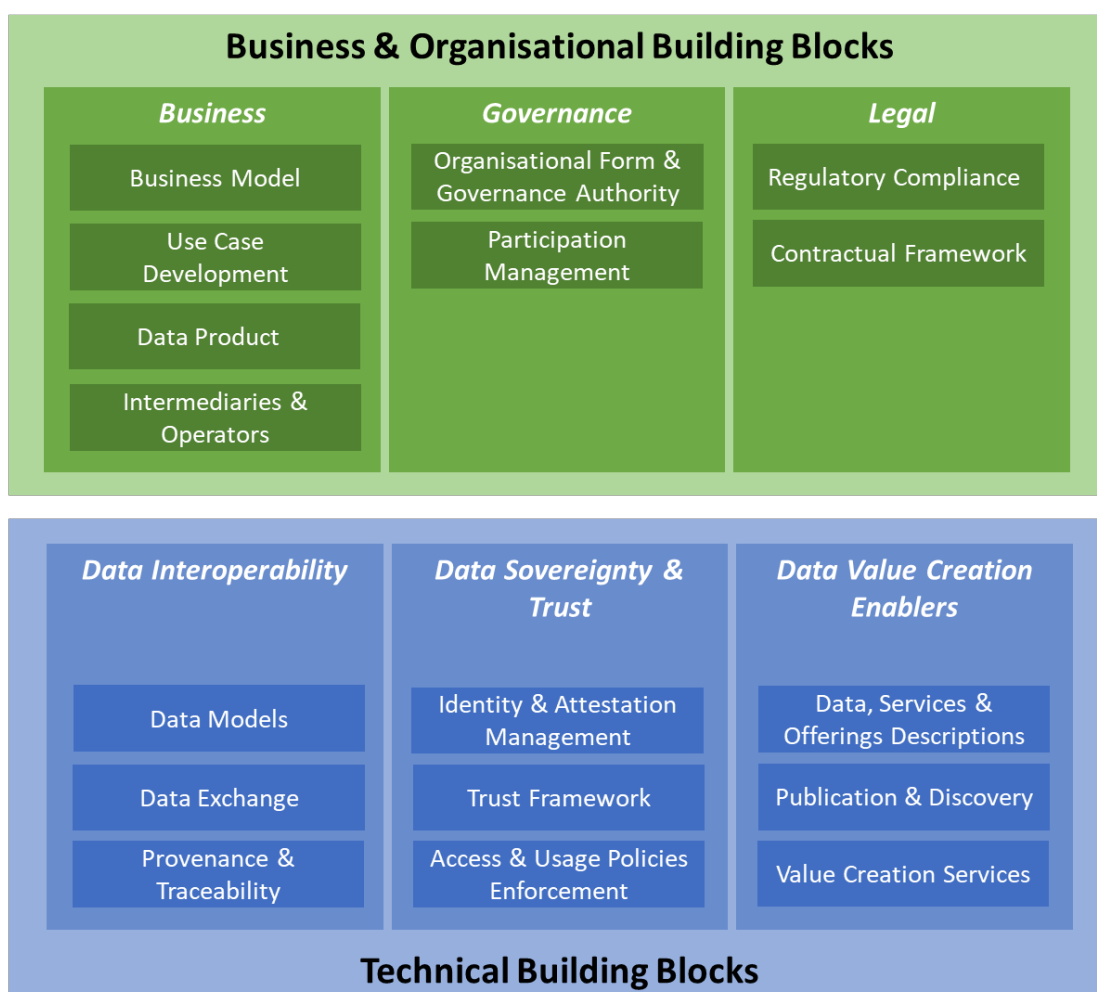 Business & Organisational Building Blocks
Business
Business Model
Use Case
Development
Data Product
Intermediaries &
Operators
Governance
Organisational Form &
Governance Authority
Participation
Management
Legal
Regulatory Compliance
Contractual Framework
Data Interoperability
Data Models
Data Exchange
Provenance &
Traceability
Data Sovereignty &
Trust
Identity & Attestation
Management
Trust Framework
Access & Usage Policies
Enforcement
Data Value Creation
Enablers
Data, Services &
Offerings Descriptions
Publication & Discovery
Value Creation Services
Technical Building Blocks